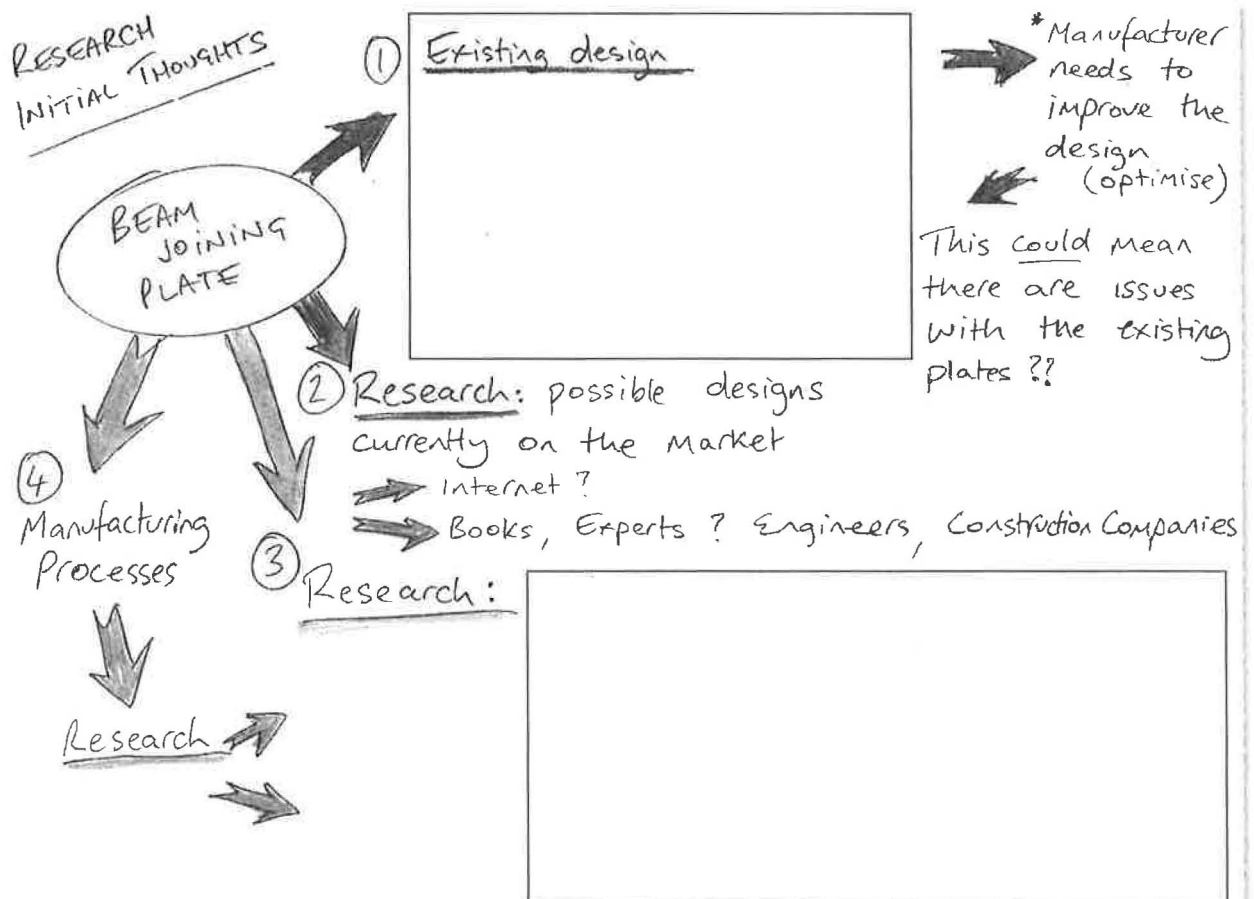 RESEARCH
INITIAL THOUGHTS
BEAM
JOINING
PLATE
① Existing design
* Manufacturer
needs to
improve the
design
(optimise)
This could mean
there are issues
with the existing
plates ??
② Research: possible designs
currently on the market
Internet ?
Books, Experts ? Engineers, Construction Companies
③ Research:
④
Manufacturing
Processes
Research